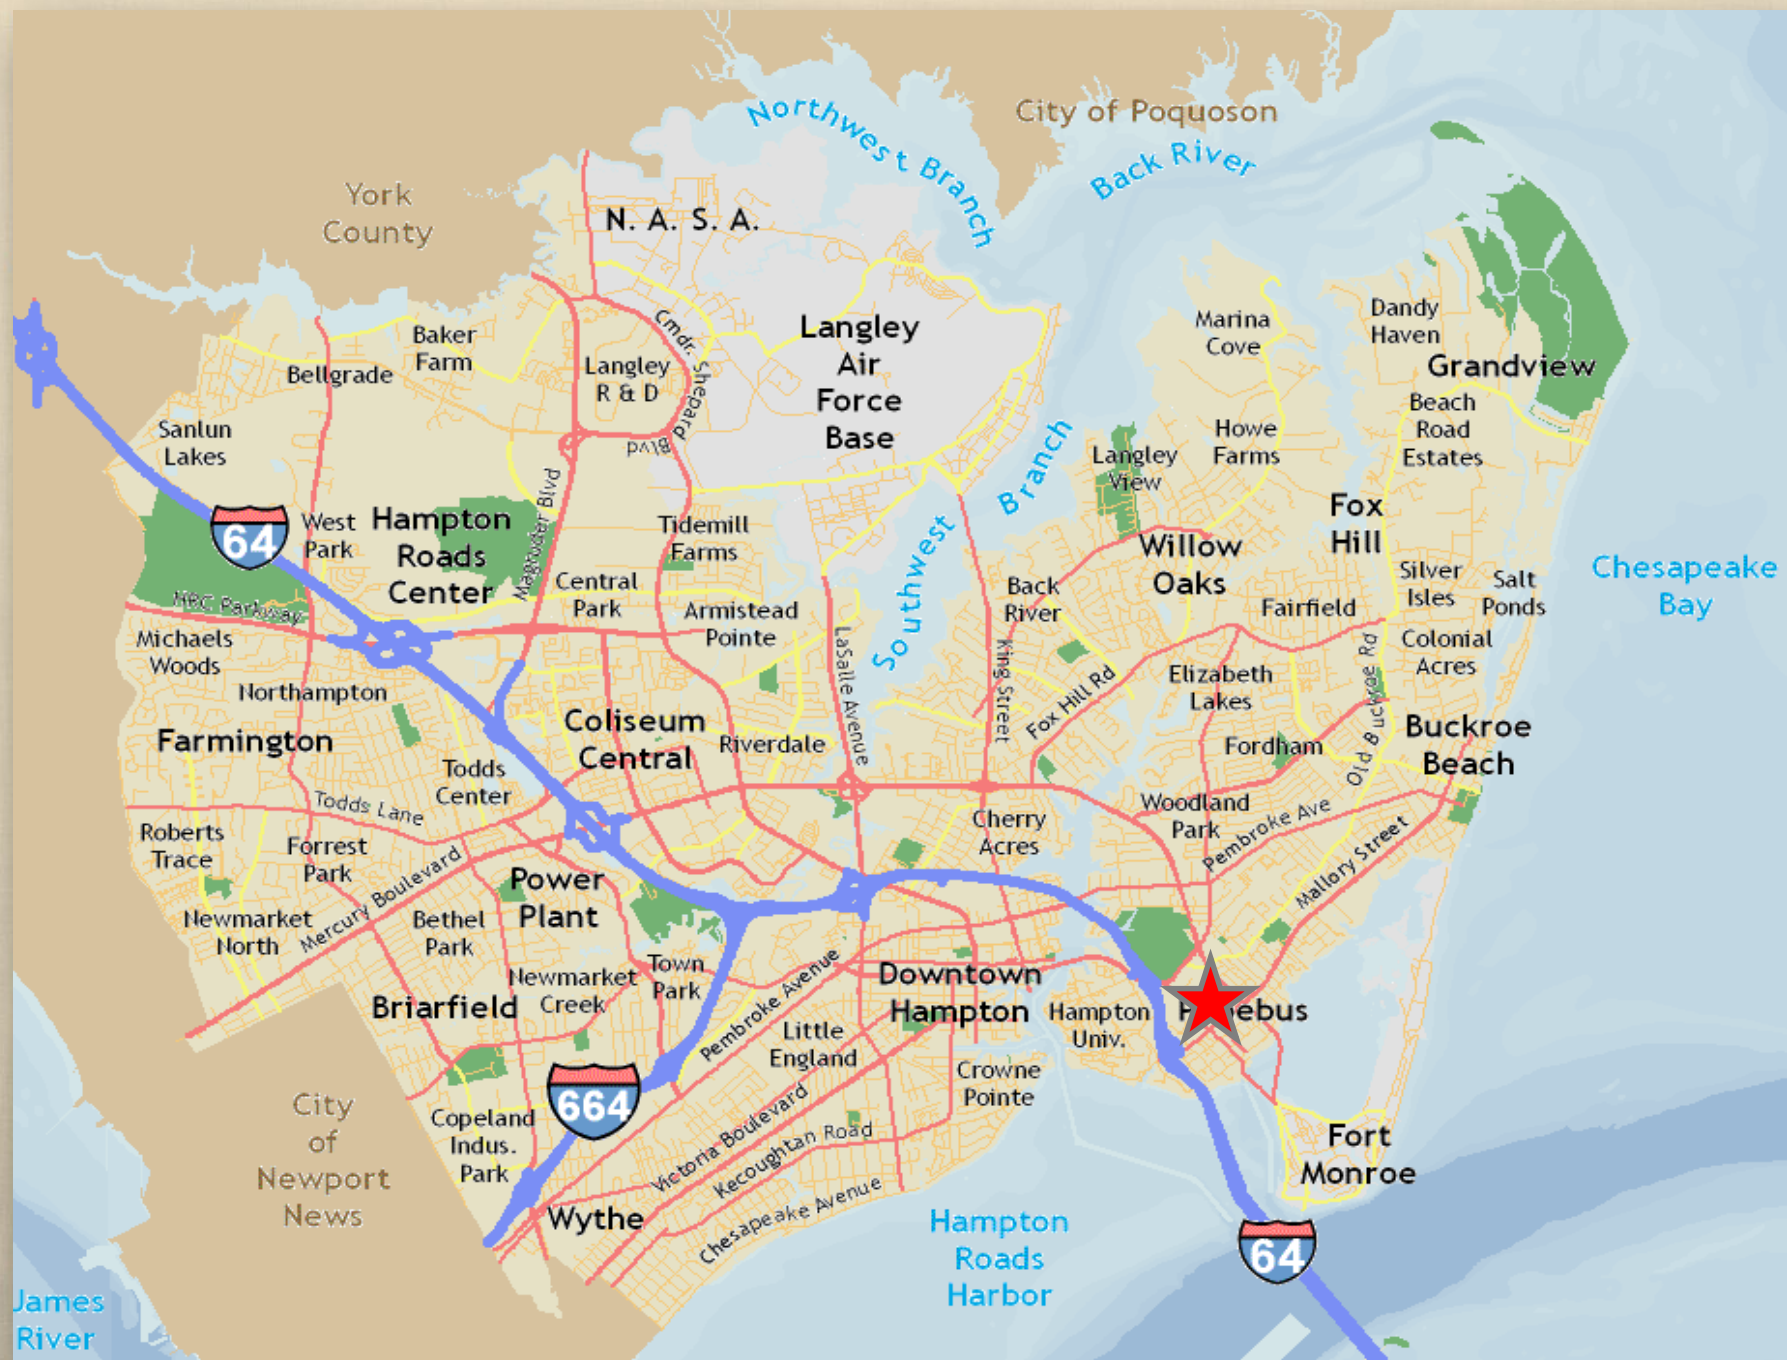 City of Poquoson
Northwest Branch
Back River
York
County
N. A. S. A.
Cmdr. Shepard Blvd
Langley
Air
Force
Base
Marina
Cove
Dandy
Haven
Baker
Farm
Bellgrade
Langley
R & D
Grandview
Beach
Road
Estates
Sanlun
Lakes
Howe
Farms
Langley
View
Southwest Branch
Magruder Blvd
64
West
Park
Hampton
Roads
Center
Tidemill
Farms
Fox
Hill
Willow
Oaks
Chesapeake
Bay
Central
Park
Back
River
Silver
Isles
Salt
Ponds
Fairfield
HRC Parkway
Armistead
Pointe
Michaels
Woods
LaSalle Avenue
King Street
Colonial
Acres
Northampton
Fox Hill Rd
Elizabeth
Lakes
Old Buckroe Rd
Farmington
Coliseum
Central
Riverdale
Fordham
Buckroe
Beach
Todds
Center
Todds Lane
Woodland
Park
Pembroke Ave
Mallory Street
Roberts
Trace
Forrest
Park
Cherry
Acres
Mercury Boulevard
Power
Plant
Newmarket
North
Bethel
Park
Newmarket
Creek
Town
Park
Pembroke Avenue
Downtown
Hampton
Hampton
Univ.
Briarfield
Little
England
Crowne
Pointe
664
City
of
Newport
News
Copeland
Indus.
Park
Victoria Boulevard
Kecoughtan Road
Chesapeake Avenue
Fort
Monroe
Wythe
Hampton
Roads
Harbor
64
James
River